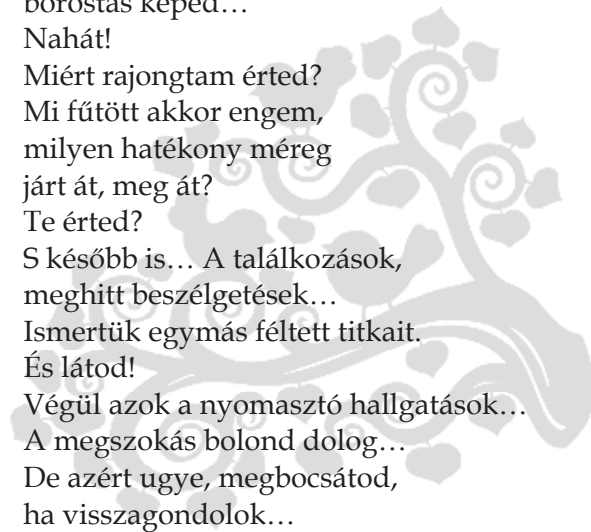 borostás képed…
Nahát!
Miért rajongtam érted?
Mi fűtött akkor engem,
milyen hatékony méreg
járt át, meg át?
Te érted?
S később is… A találkozások,
meghitt beszélgetések…
Ismertük egymás féltett titkait.
És látod!
Végül azok a nyomasztó hallgatások…
A megszokás bolond dolog…
De azért ugye, megbocsátod,
ha visszagondolok…